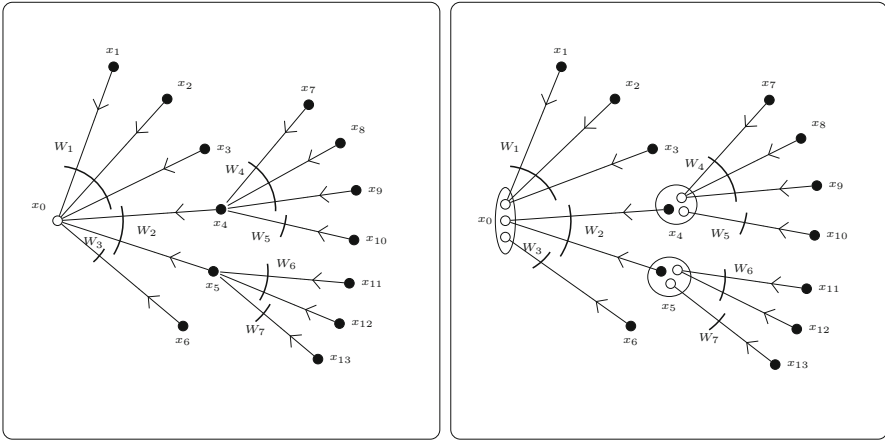 x₁
x₂
x₇
x₈
W₁
x₃
W₄
x₉
x₀
x₄
W₂
W₅
x₁₀
W₃
W₆
x₅
x₁₁
x₁₂
W₇
x₆
x₁₃
x₁
x₂
x₇
x₈
W₁
x₃
W₄
x₉
x₀
x₄
W₂
W₅
x₁₀
W₃
W₆
x₁₁
x₅
x₁₂
x₆
W₇
x₁₃